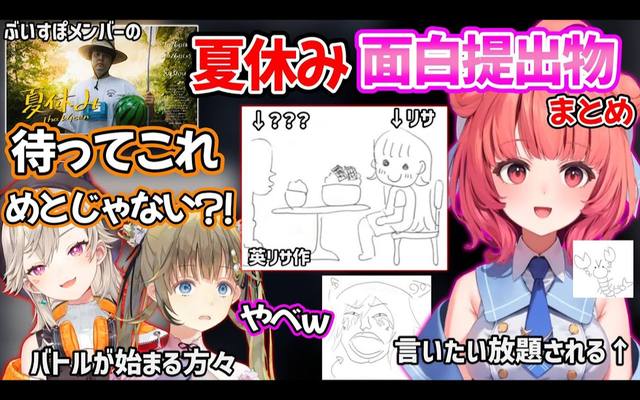 ぶいすぽメンバーの
夏休み
夏休み 面白提出物
まとめ
待ってこれ
めとじゃない?!
↓???
↓リサ
英リサ作
やべw
バトルが始まる方々
言いたい放題される↑